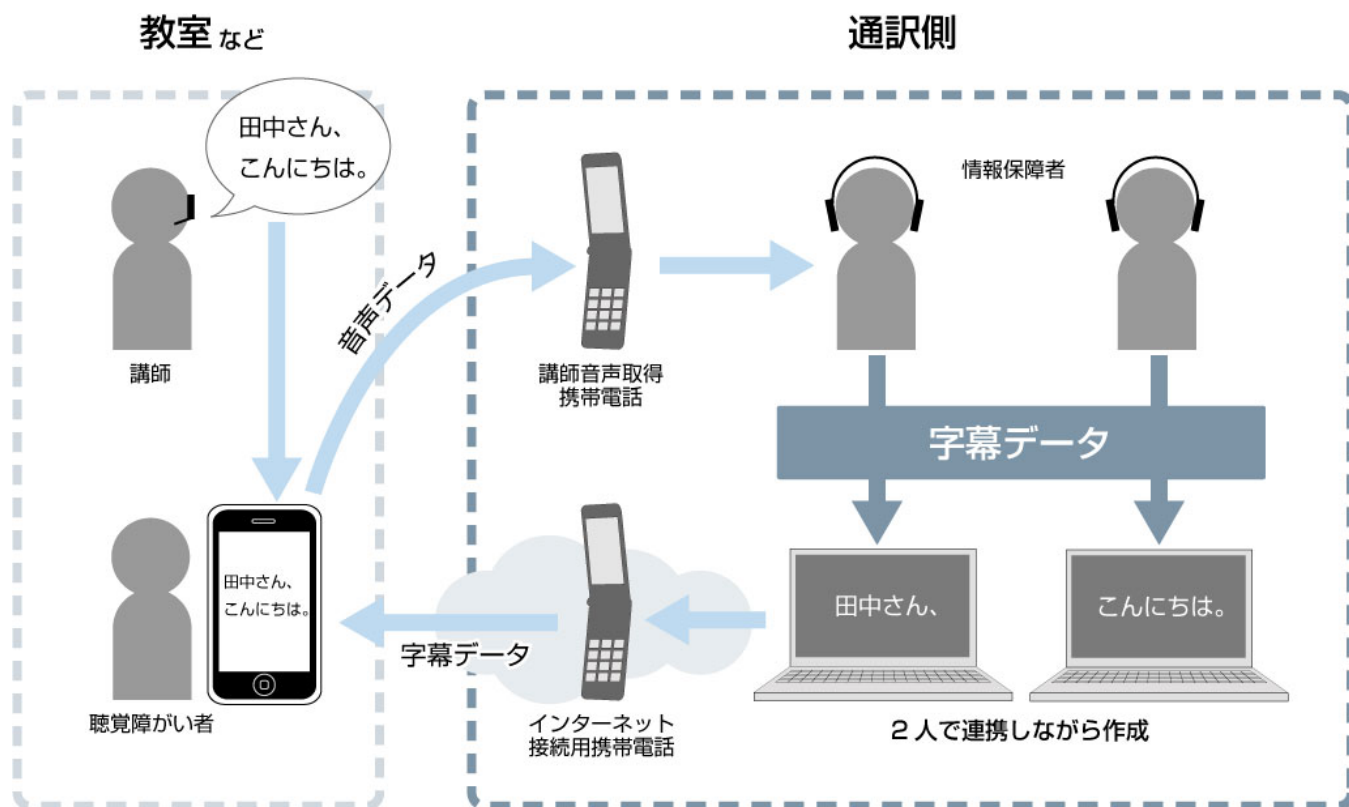 教室 など
通訳側
田中さん、
こんにちは。
講師
音声データ
講師音声取得
携帯電話
情報保障者
字幕データ
田中さん、
こんにちは。
聴覚障がい者
字幕データ
インターネット
接続用携帯電話
田中さん、
こんにちは。
2人で連携しながら作成